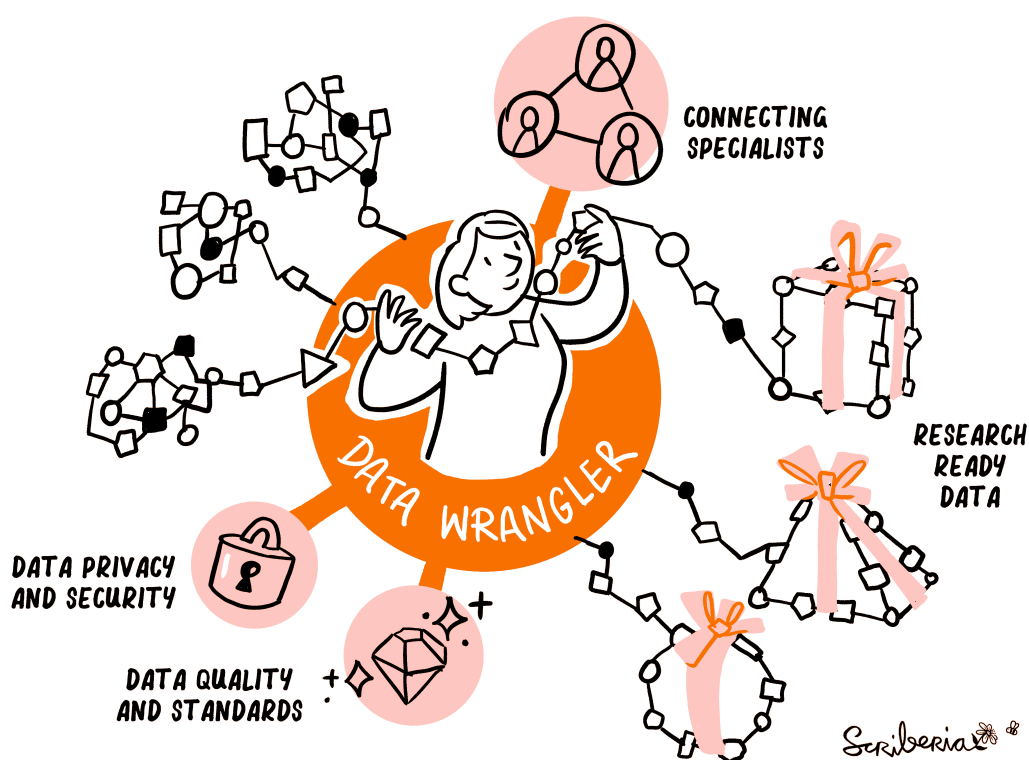 CONNECTING
SPECIALISTS
RESEARCH
READY
DATA
DATA WRANGLER
DATA PRIVACY
AND SECURITY
DATA QUALITY
AND STANDARDS
Scriberia